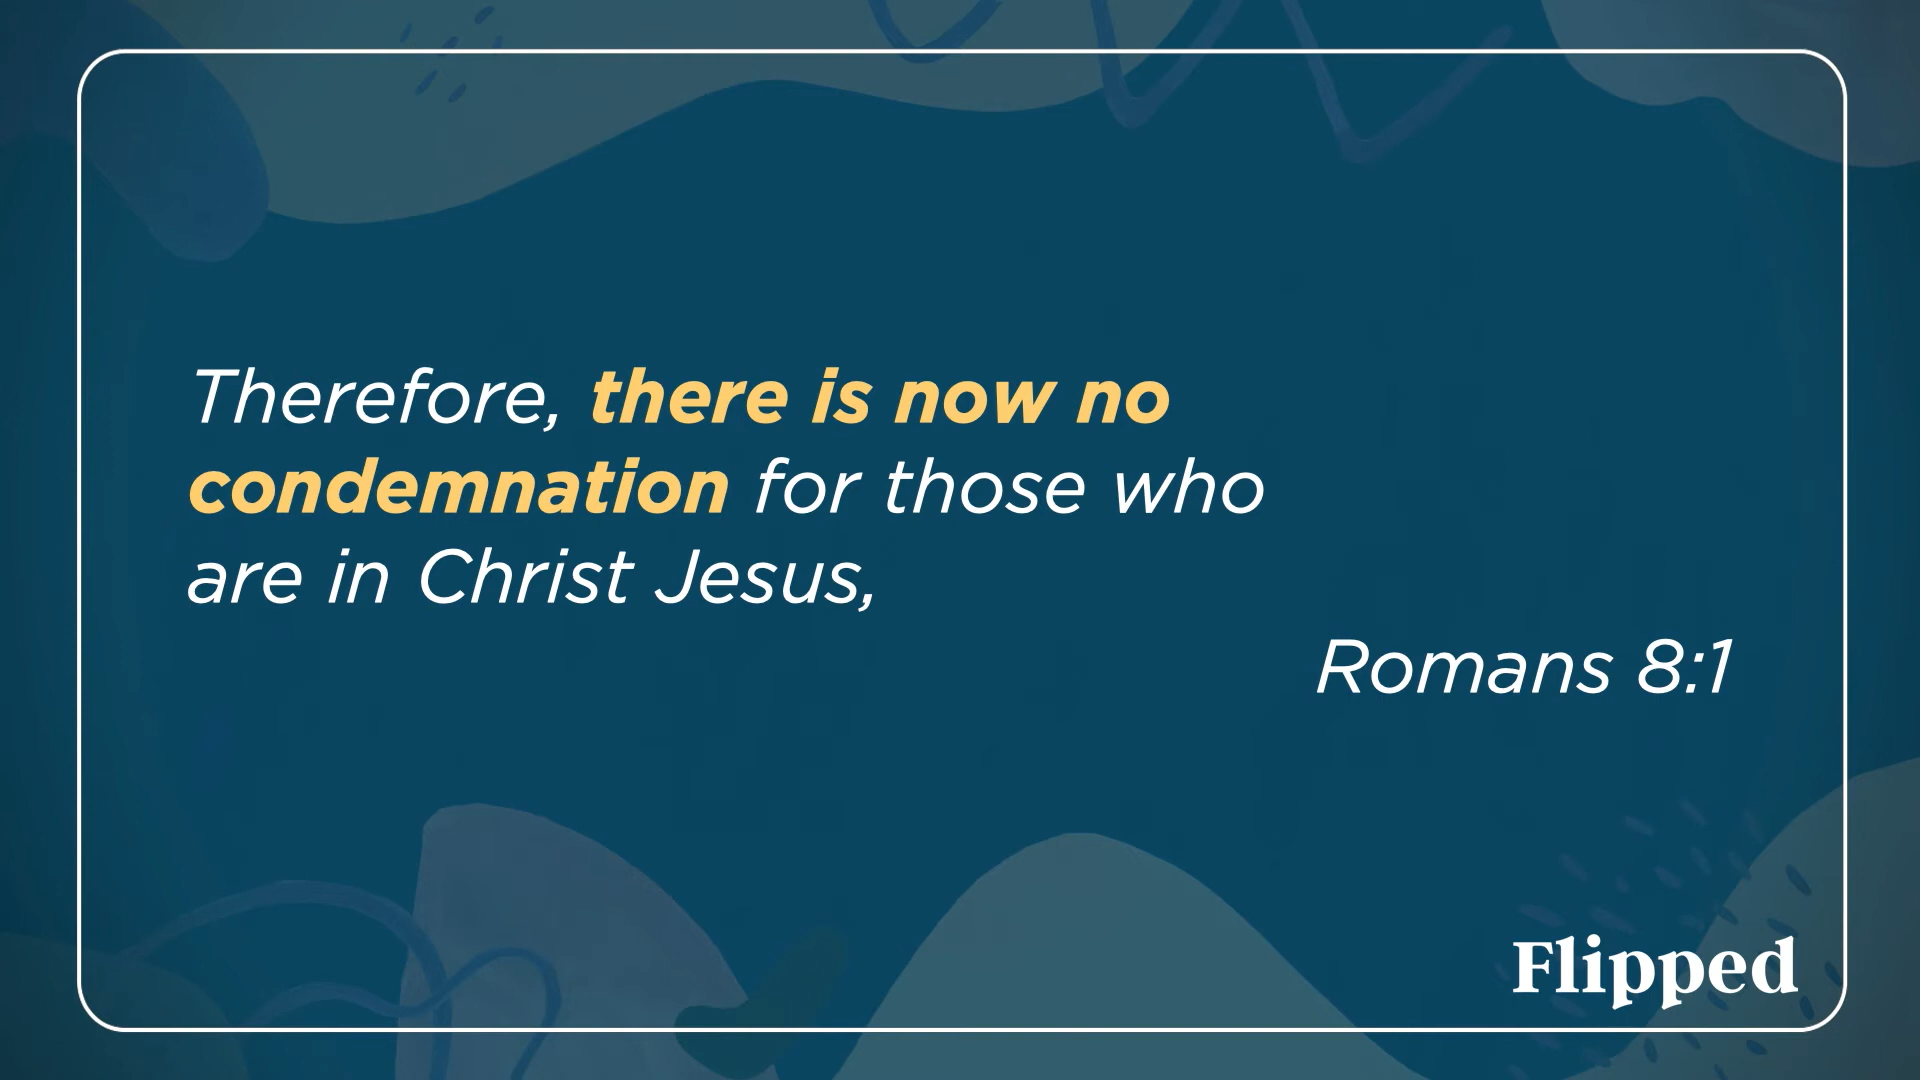 Therefore, there is now no
condemnation for those who
are in Christ Jesus,
Romans 8:1
Flipped